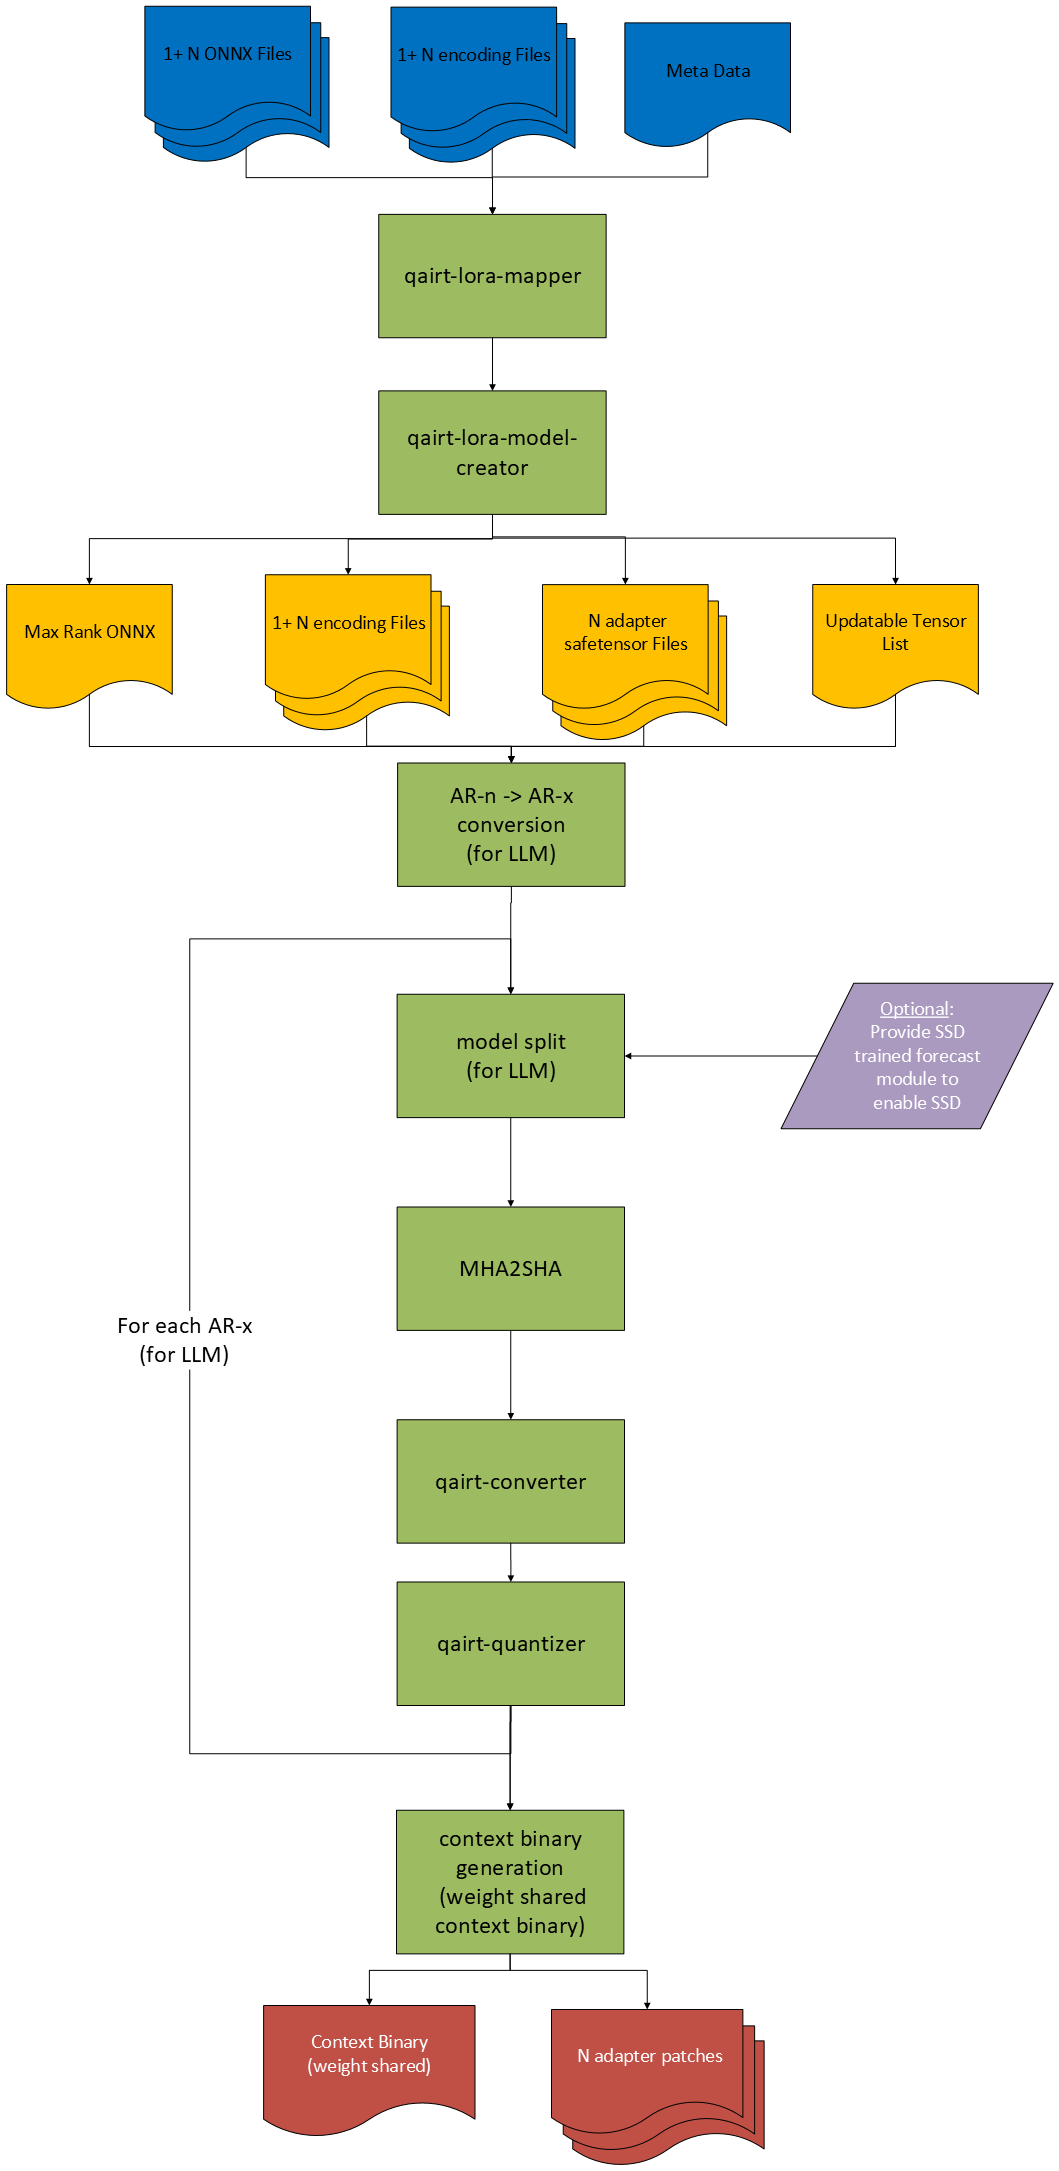 1+ N ONNX Files
1+ N encoding Files
Meta Data
qairt-lora-mapper
qairt-lora-model-
creator
Max Rank ONNX
1+ N encoding Files
N adapter
safetensor Files
Updatable Tensor
List
AR-n -> AR-x
conversion
(for LLM)
model split
(for LLM)
Optional:
Provide SSD
trained forecast
module to
enable SSD
MHA2SHA
For each AR-x
(for LLM)
qairt-converter
qairt-quantizer
context binary
generation
(weight shared
context binary)
Context Binary
(weight shared)
N adapter patches